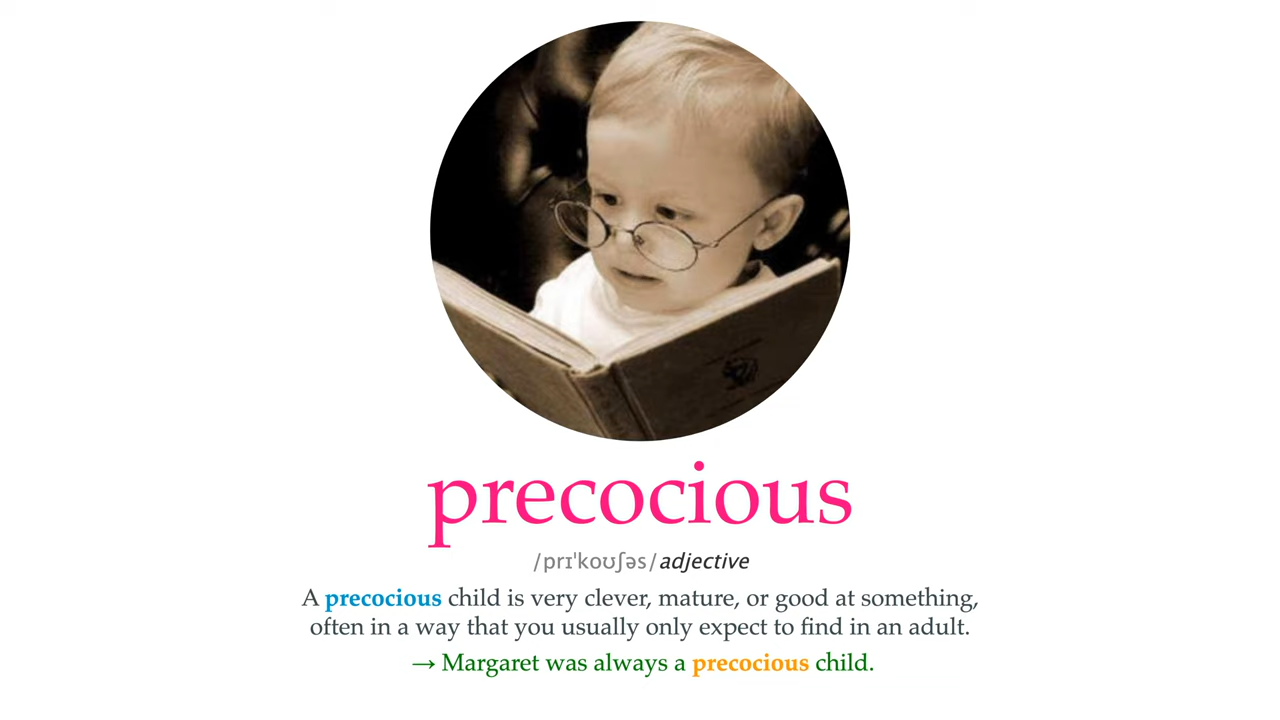 precocious
/prɪˈkoʊʃəs/adjective
A precocious child is very clever, mature, or good at something,
often in a way that you usually only expect to find in an adult.
→ Margaret was always a precocious child.